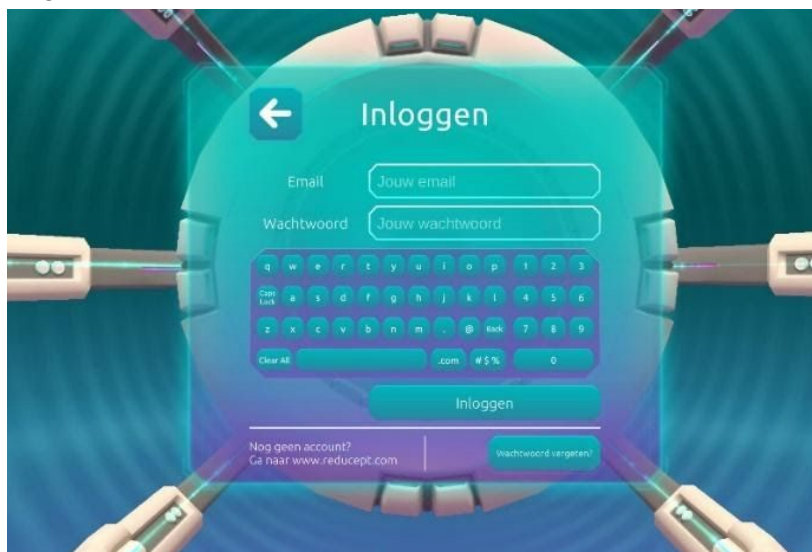 Inloggen
Email
Jouw email
Wachtwoord
Jouw wachtwoord
q w e r t y u i o p 1 2 3
Caps Lock a s d f g h j k l 4 5 6
z x c v b n m . @ Back 7 8 9
Clear All .com # $ % 0
Inloggen
Nog geen account?
Ga naar www.reducept.com
Wachtwoord vergeten?